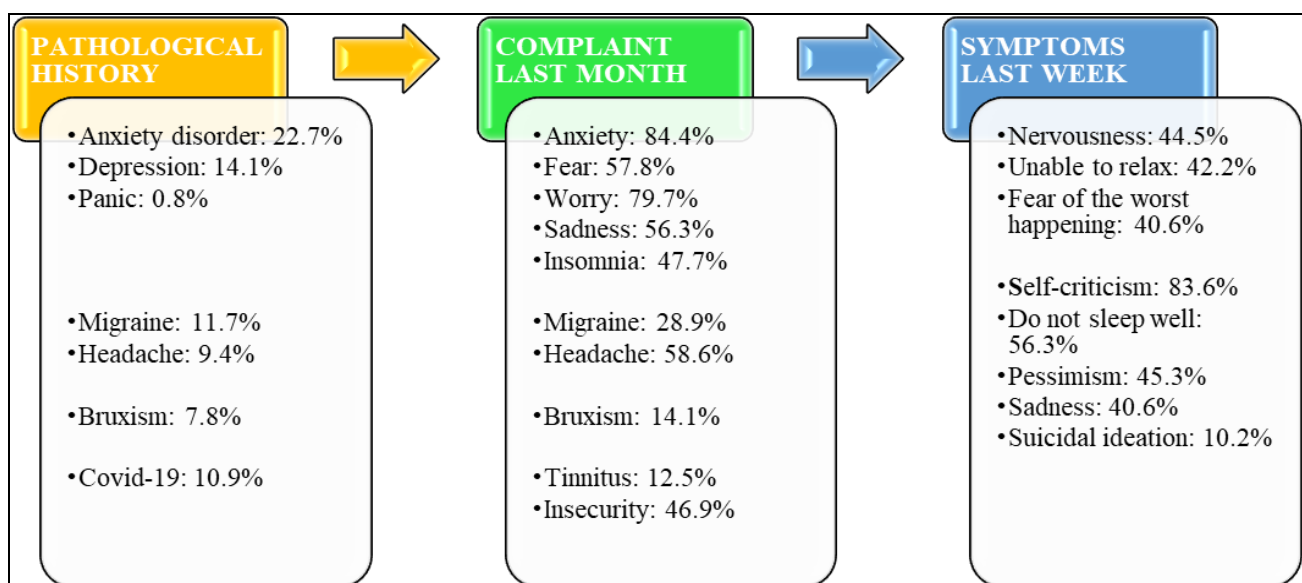 PATHOLOGICAL
HISTORY
•Anxiety disorder: 22.7%
•Depression: 14.1%
•Panic: 0.8%
•Migraine: 11.7%
•Headache: 9.4%
•Bruxism: 7.8%
•Covid-19: 10.9%
COMPLAINT
LAST MONTH
•Anxiety: 84.4%
•Fear: 57.8%
•Worry: 79.7%
•Sadness: 56.3%
•Insomnia: 47.7%
•Migraine: 28.9%
•Headache: 58.6%
•Bruxism: 14.1%
•Tinnitus: 12.5%
•Insecurity: 46.9%
SYMPTOMS
LAST WEEK
•Nervousness: 44.5%
•Unable to relax: 42.2%
•Fear of the worst
happening: 40.6%
•Self-criticism: 83.6%
•Do not sleep well:
56.3%
•Pessimism: 45.3%
•Sadness: 40.6%
•Suicidal ideation: 10.2%